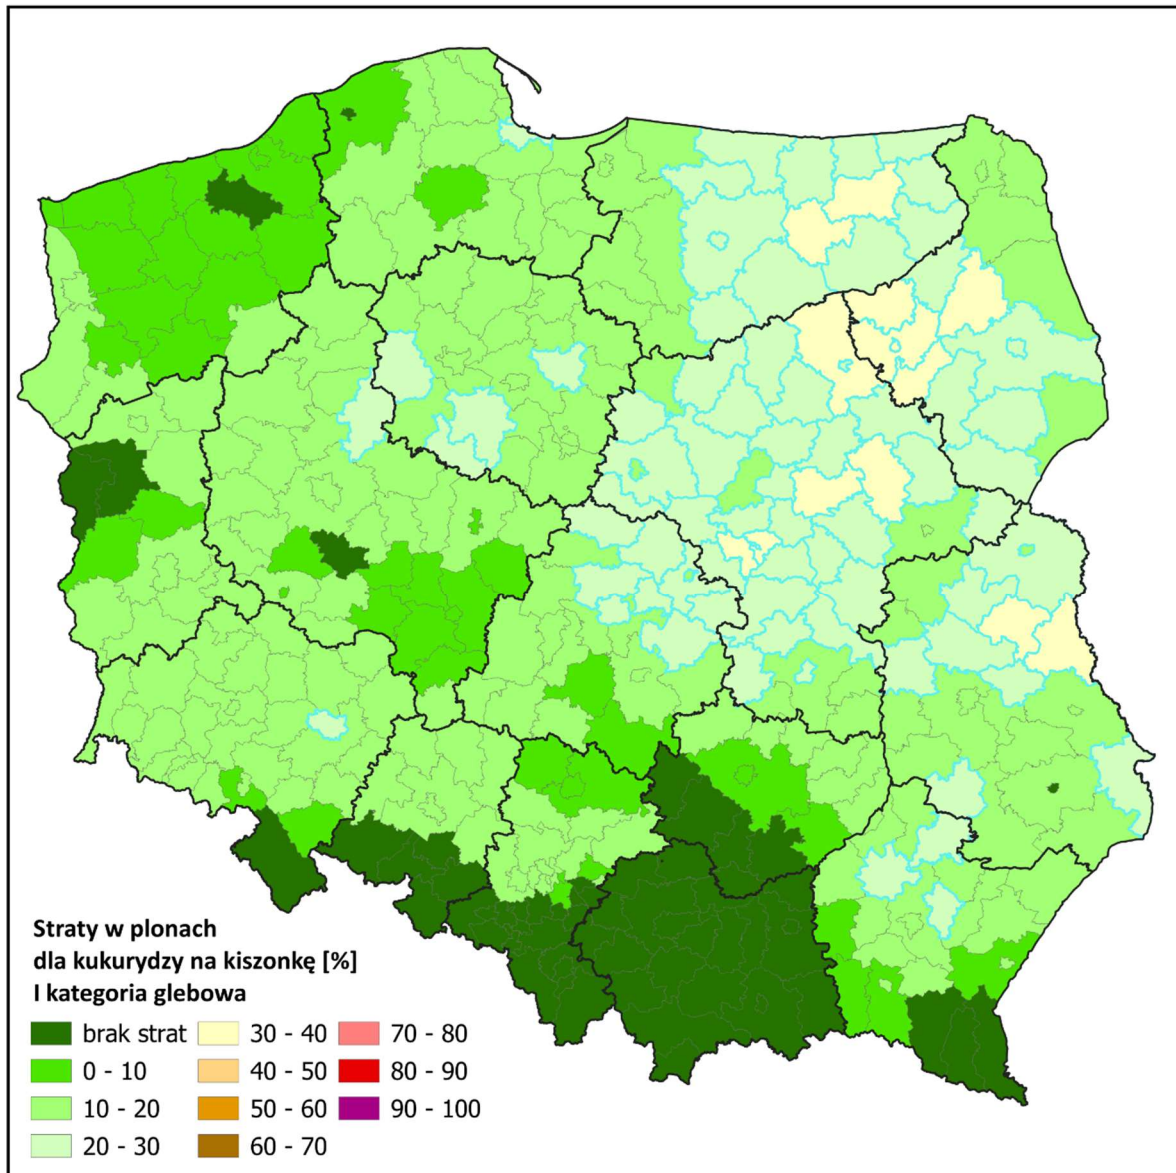 Straty w plonach
dla kukurydzy na kiszonkę [%]
I kategoria glebowa
brak strat
0 - 10
10 - 20
20 - 30
30 - 40
40 - 50
50 - 60
60 - 70
70 - 80
80 - 90
90 - 100